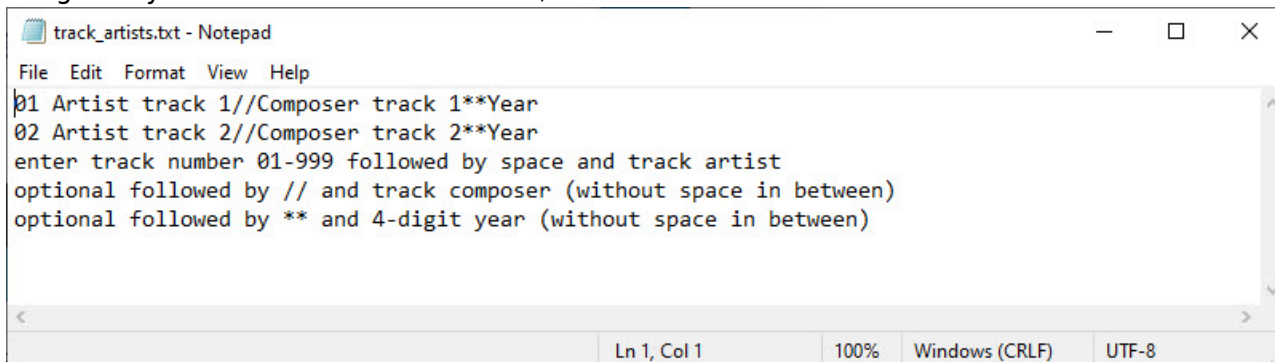 track_artists.txt - Notepad
File Edit Format View Help
01 Artist track 1//Composer track 1**Year
02 Artist track 2//Composer track 2**Year
enter track number 01-999 followed by space and track artist
optional followed by // and track composer (without space in between)
optional followed by ** and 4-digit year (without space in between)
Ln 1, Col 1 100% Windows (CRLF) UTF-8